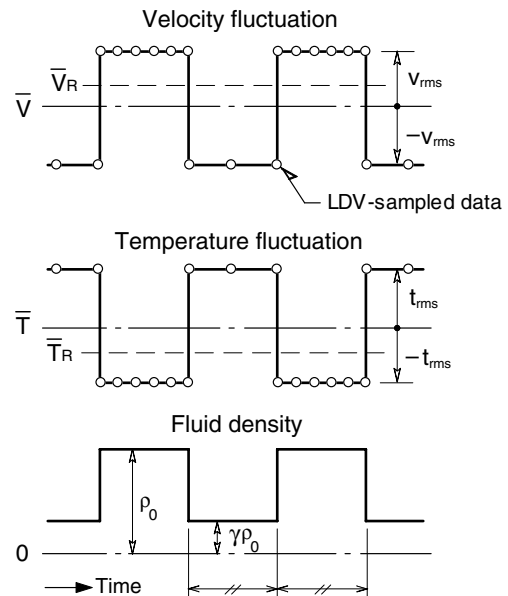 Velocity fluctuation
V̅R
V̅
vrms
−vrms
LDV-sampled data
Temperature fluctuation
T̅
T̅R
trms
−trms
Fluid density
ρ0
γρ0
0
Time